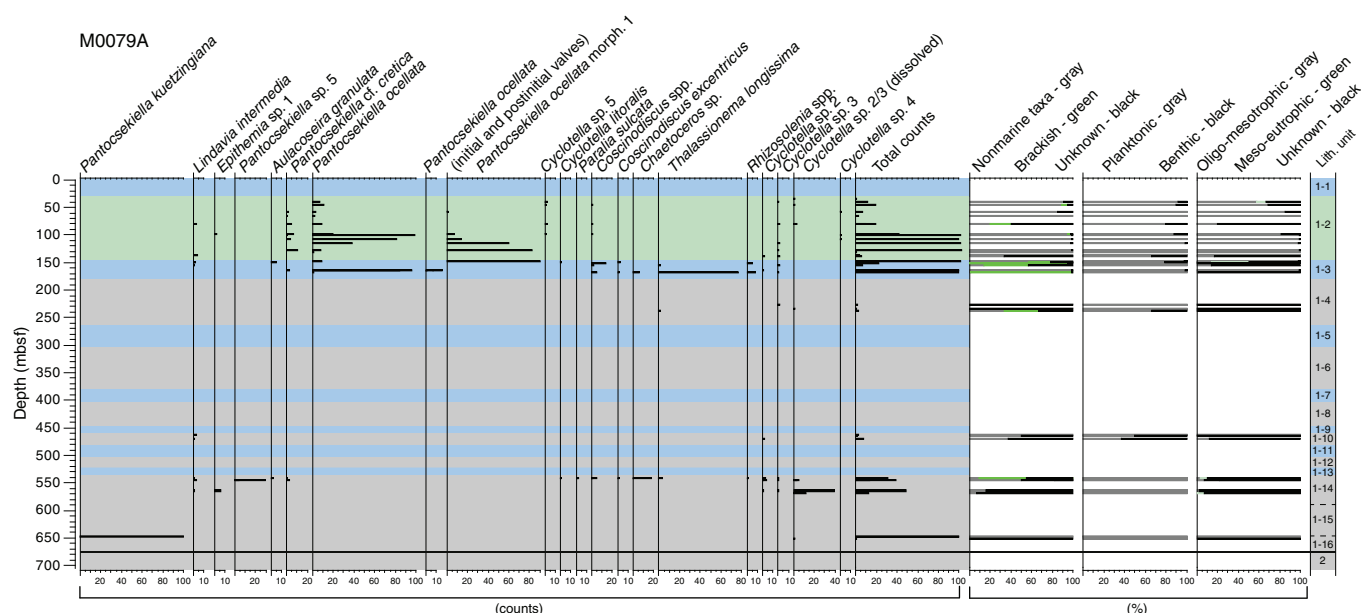 M0079A
Pantocsekiella kuetzingiana
Lindavia intermedia
Epithemia sp. 1
Pantocsekiella sp. 5
Aulacoseira granulata
Pantocsekiella cf. cretica
Pantocsekiella ocellata
Pantocsekiella ocellata
(initial and postinitial valves)
Pantocsekiella ocellata morph. 1
Cyclotella sp. 5
Cyclotella litoralis
Paralia sulcata
Coscinodiscus spp.
Coscinodiscus excentricus
Chaetoceros sp.
Thalassionema longissima
Rhizosolenia spp.
Cyclotella sp. 2
Cyclotella sp. 3
Cyclotella sp. 2/3 (dissolved)
Cyclotella sp. 4
Total counts
Nonmarine taxa - gray
Brackish - green
Unknown - black
Planktonic - gray
Benthic - black
Oligo-mesotrophic - gray
Meso-eutrophic - green
Unknown - black
Lith. unit
Depth (mbsf)
0
50
100
150
200
250
300
350
400
450
500
550
600
650
700
1-1
1-2
1-3
1-4
1-5
1-6
1-7
1-8
1-9
1-10
1-11
1-12
1-13
1-14
1-15
1-16
2
0 20 40 60 80 100 10 10 20 10 10 20 0 20 40 60 80 100 10 0 20 40 60 80 100 10 10 10 20 10 20 0 20 40 60 80 10 10 10 20 40 10 20 40 60 80 100 20 40 60 80 100 0 20 40 60 80 100 0 20 40 60 80 100
(counts)
(%)